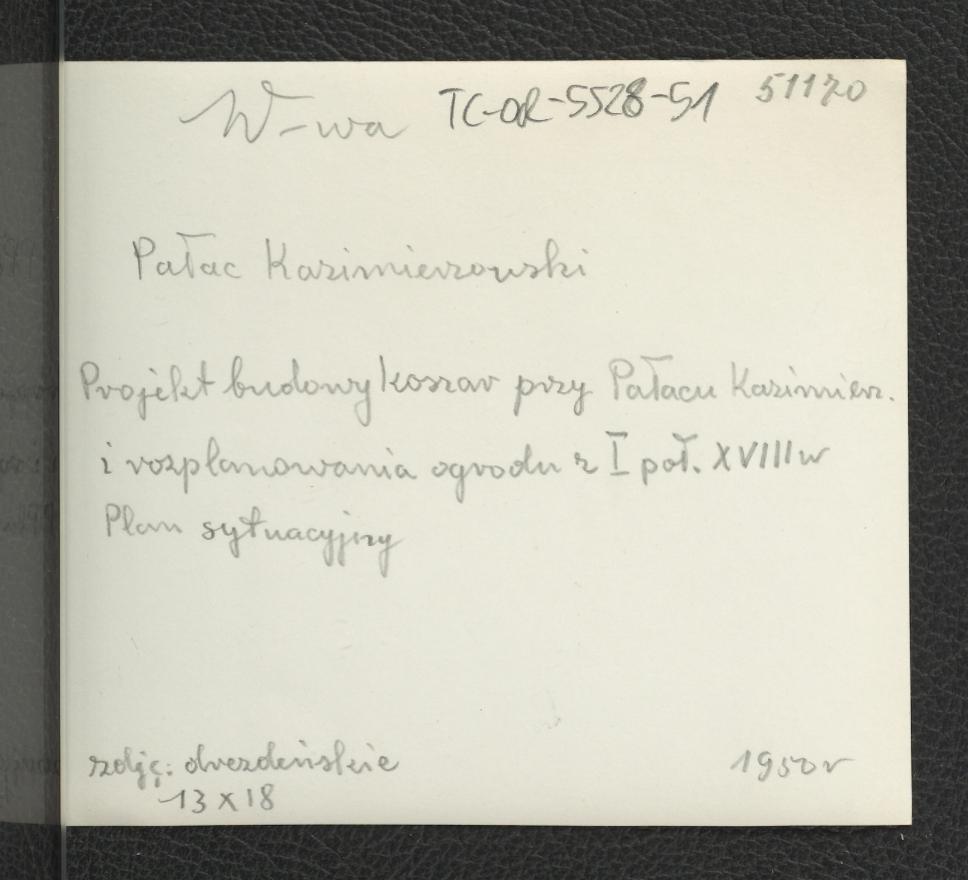 W-wa TC-OR-5528-51 51170
Pałac Kazimierzowski
Projekt budowy koszar przy Pałacu Kazimierz.
i rozplanowania ogrodu z I poł. XVIII w
Plan sytuacyjny
zdję: drezdeńskie 1950 r
13 x 18